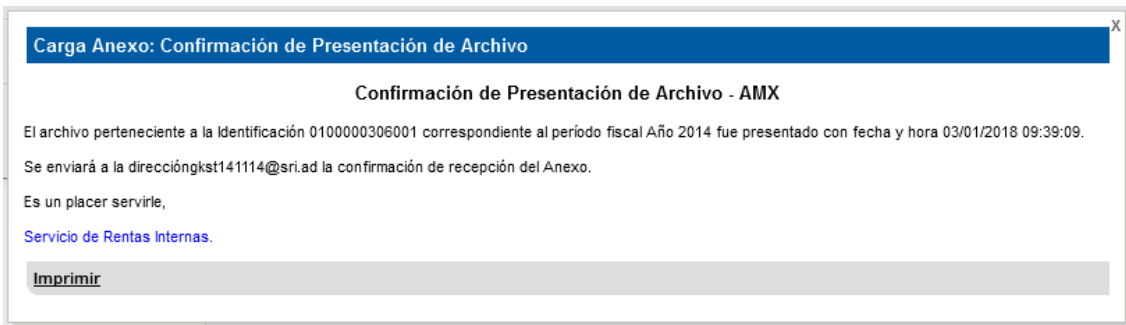 X
Carga Anexo: Confirmación de Presentación de Archivo
Confirmación de Presentación de Archivo - AMX
El archivo perteneciente a la Identificación 0100000306001 correspondiente al período fiscal Año 2014 fue presentado con fecha y hora 03/01/2018 09:39:09.
Se enviará a la direccióngkst141114@sri.ad la confirmación de recepción del Anexo.
Es un placer servirle,
Servicio de Rentas Internas.
Imprimir